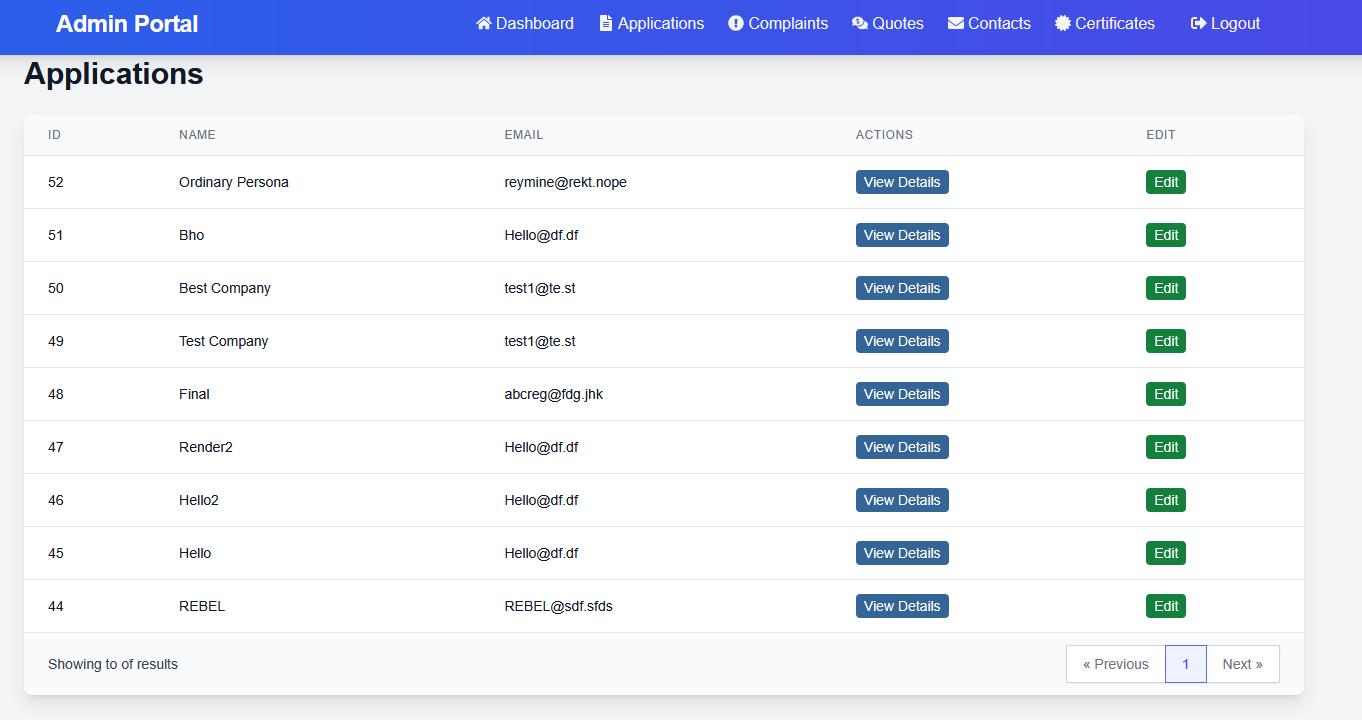 Admin Portal Dashboard Applications Complaints Quotes Contacts Certificates Logout
Applications
ID NAME EMAIL ACTIONS EDIT
52 Ordinary Persona reymine@rekt.nope View Details Edit
51 Bho Hello@df.df View Details Edit
50 Best Company test1@te.st View Details Edit
49 Test Company test1@te.st View Details Edit
48 Final abcreg@fdg.jhk View Details Edit
47 Render2 Hello@df.df View Details Edit
46 Hello2 Hello@df.df View Details Edit
45 Hello Hello@df.df View Details Edit
44 REBEL REBEL@sdf.sfds View Details Edit
Showing to of results « Previous 1 Next »